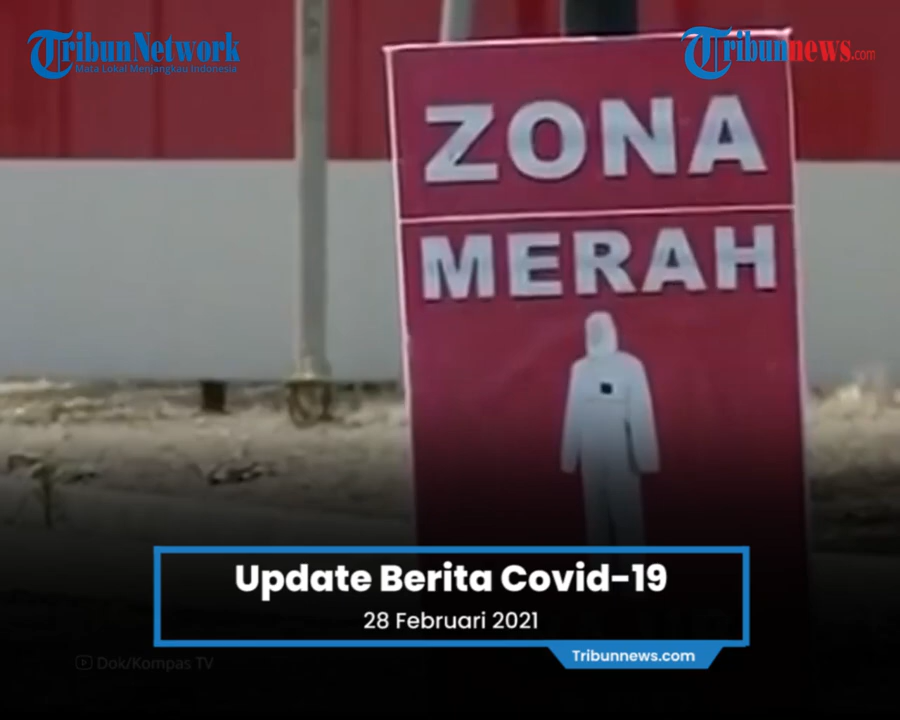 TribunNetwork
Mata Lokal Menjangkau Indonesia
Tribunnews.com
ZONA
MERAH
Update Berita Covid-19
28 Februari 2021
Tribunnews.com
Dok/Kompas TV